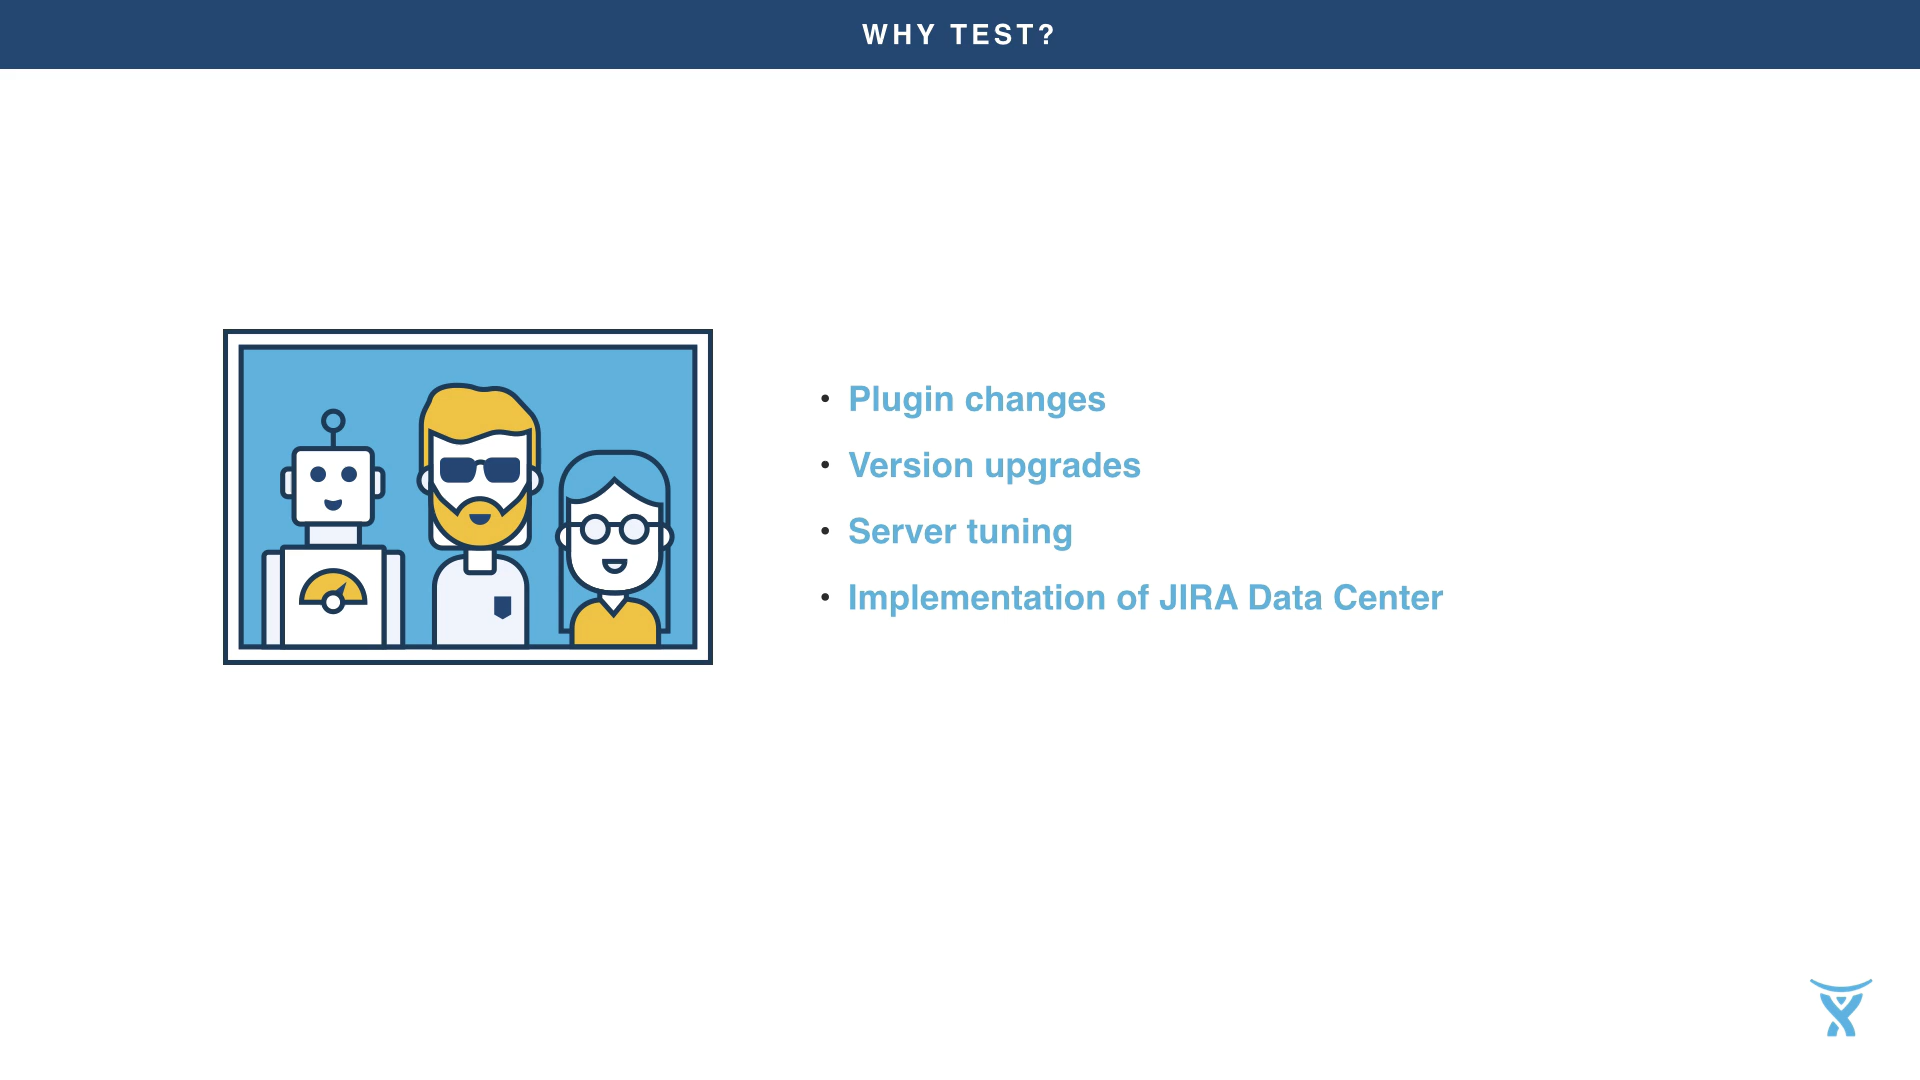 WHY TEST?
• Plugin changes
• Version upgrades
• Server tuning
• Implementation of JIRA Data Center